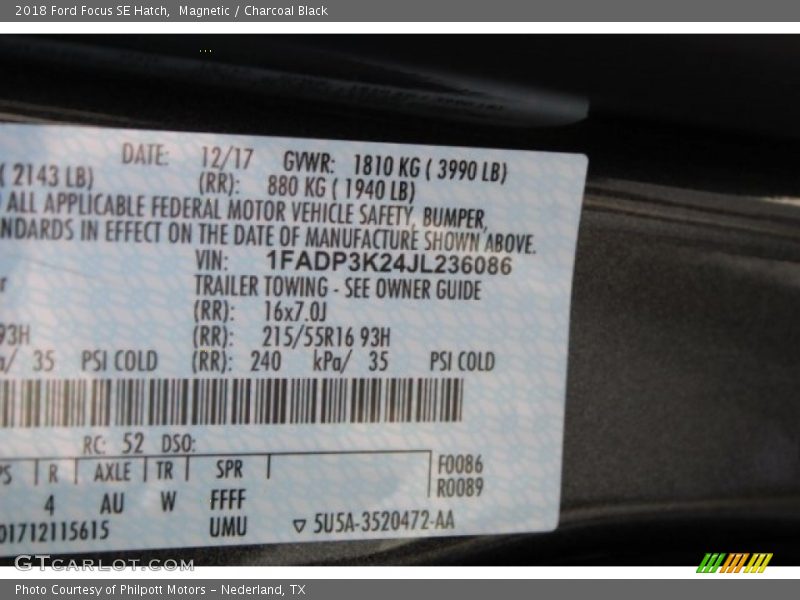 2018 Ford Focus SE Hatch,  Magnetic / Charcoal Black
DATE: 12/17 GVWR: 1810 KG ( 3990 LB)
( 2143 LB) (RR): 880 KG ( 1940 LB)
ALL APPLICABLE FEDERAL MOTOR VEHICLE SAFETY, BUMPER,
NDARDS IN EFFECT ON THE DATE OF MANUFACTURE SHOWN ABOVE.
VIN: 1FADP3K24JL236086
r TRAILER TOWING - SEE OWNER GUIDE
(RR): 16x7.0J
93H (RR): 215/55R16 93H
a/ 35 PSI COLD (RR): 240 kPa/ 35 PSI COLD
RC: 52 DSO:
PS R AXLE TR SPR F0086
R0089
4 AU W FFFF
01712115615 UMU ▽ 5U5A-3520472-AA
GTCARLOT.COM
Photo Courtesy of Philpott Motors – Nederland, TX